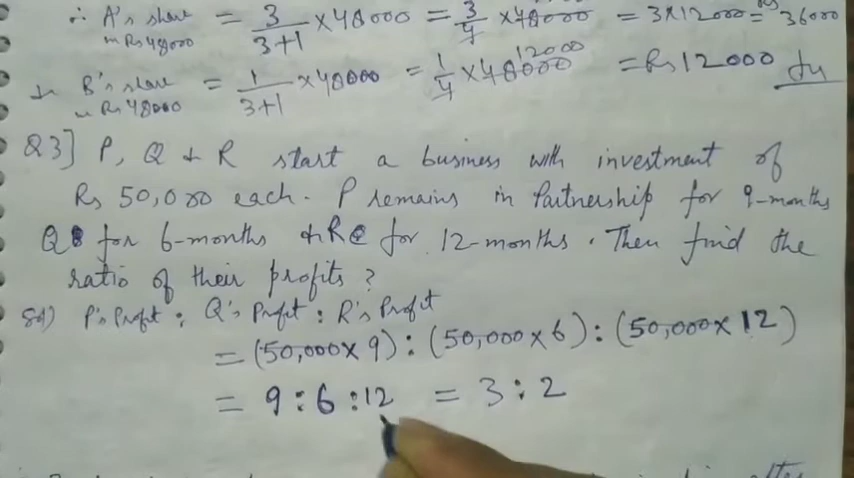 ∴ A's share in Rs 48000 = 3/(3+1) × 48000 = 3/4 × 48000 = 3×12000 = 36000
& B's share in Rs 48000 = 1/(3+1) × 48000 = 1/4 × 48000 12000 = Rs 12000
Q3] P, Q & R start a business with investment of
Rs 50,000 each. P remains in Partnership for 9-months
Q for 6-months & R for 12-months. Then find the
ratio of their profits?
Sol) P's Profit : Q's Profit : R's Profit
= (50,000 × 9) : (50,000 × 6) : (50,000 × 12)
= 9 : 6 : 12 = 3 : 2